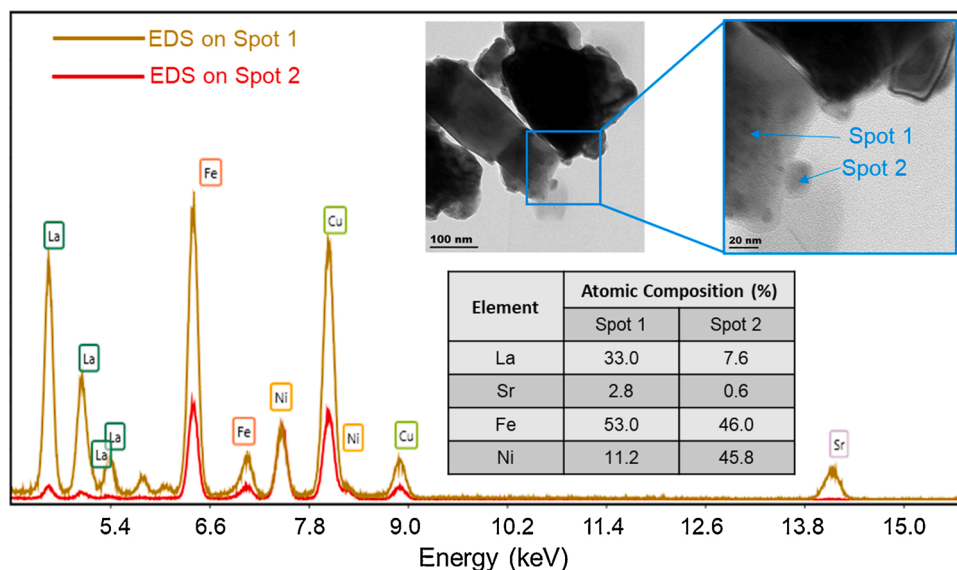 EDS on Spot 1
EDS on Spot 2
La
La
La
La
Fe
Fe
Ni
Cu
Ni
Cu
Sr
100 nm
Spot 1
Spot 2
20 nm
Element Atomic Composition (%)
Spot 1 Spot 2
La 33.0 7.6
Sr 2.8 0.6
Fe 53.0 46.0
Ni 11.2 45.8
5.4 6.6 7.8 9.0 10.2 11.4 12.6 13.8 15.0
Energy (keV)